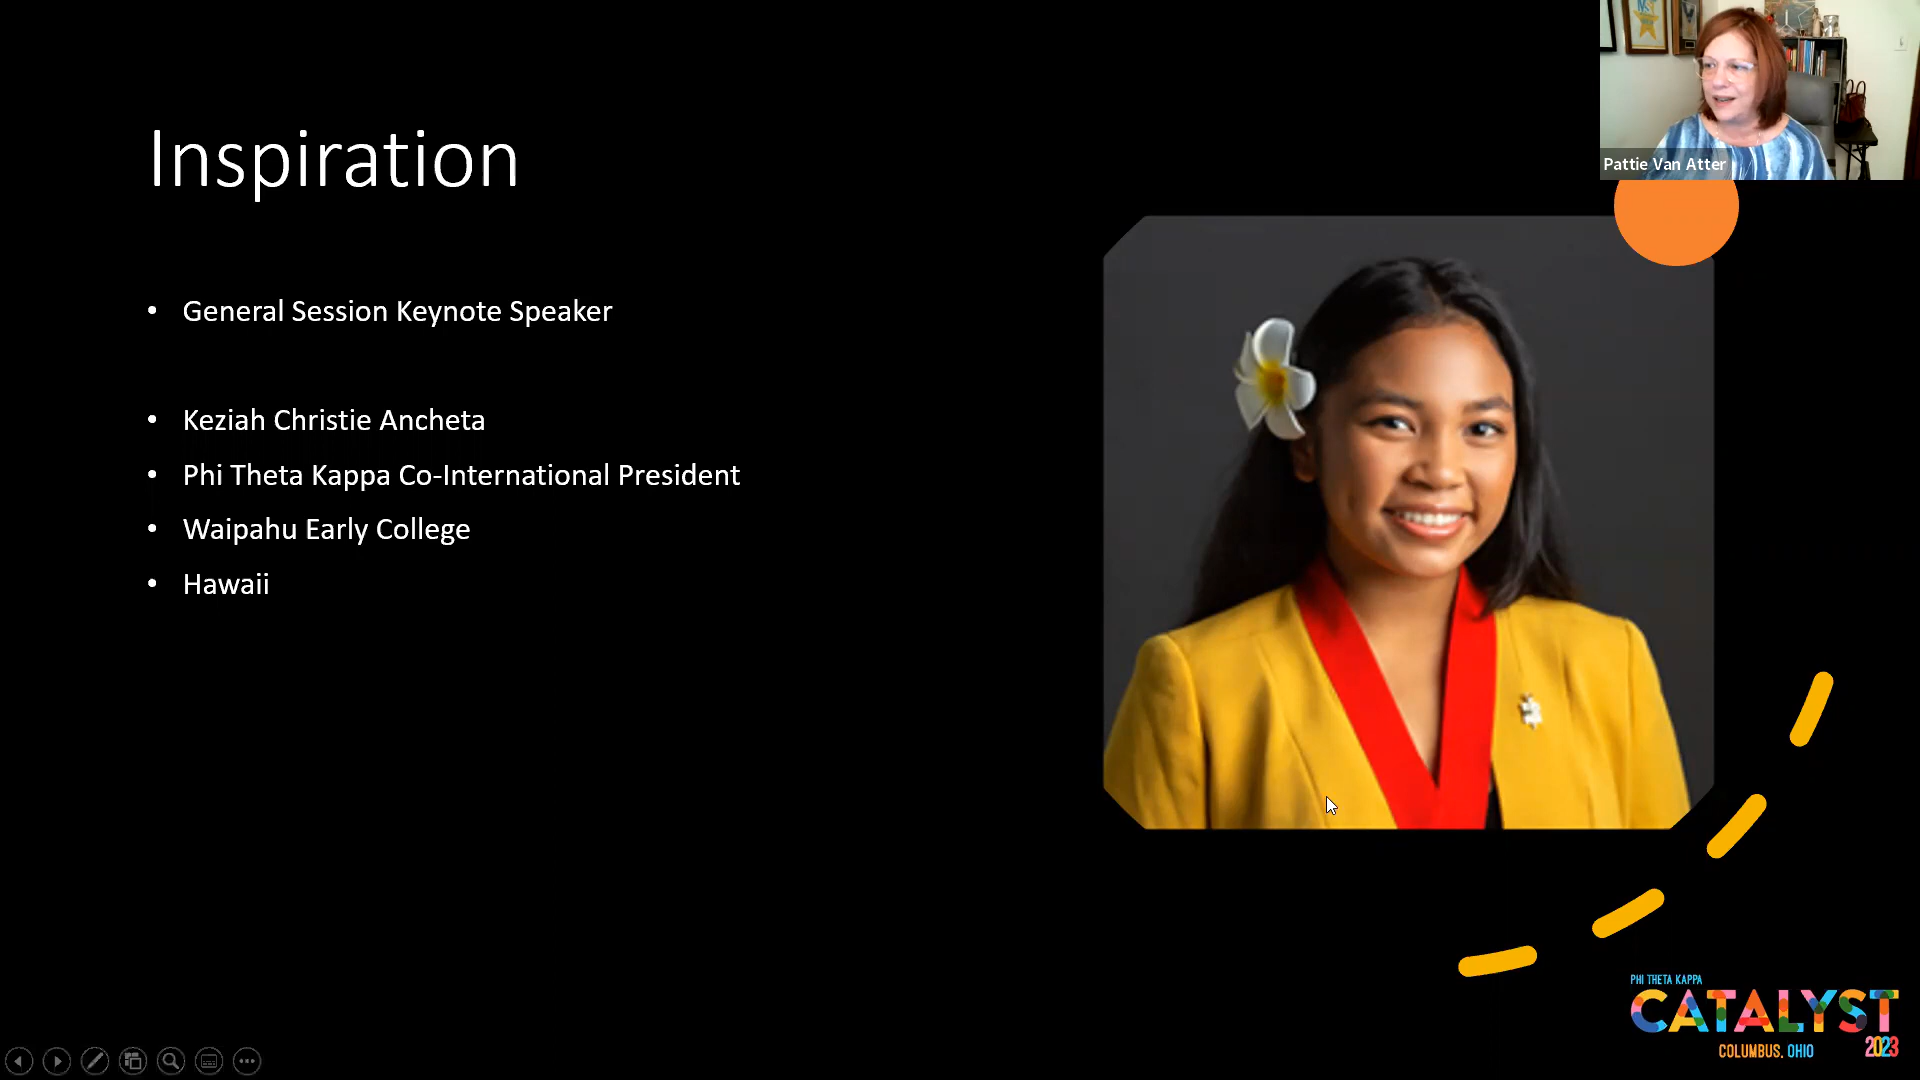 Inspiration
• General Session Keynote Speaker
• Keziah Christie Ancheta
• Phi Theta Kappa Co-International President
• Waipahu Early College
• Hawaii
Pattie Van Atter
PHI THETA KAPPA
CATALYST
COLUMBUS, OHIO
2023